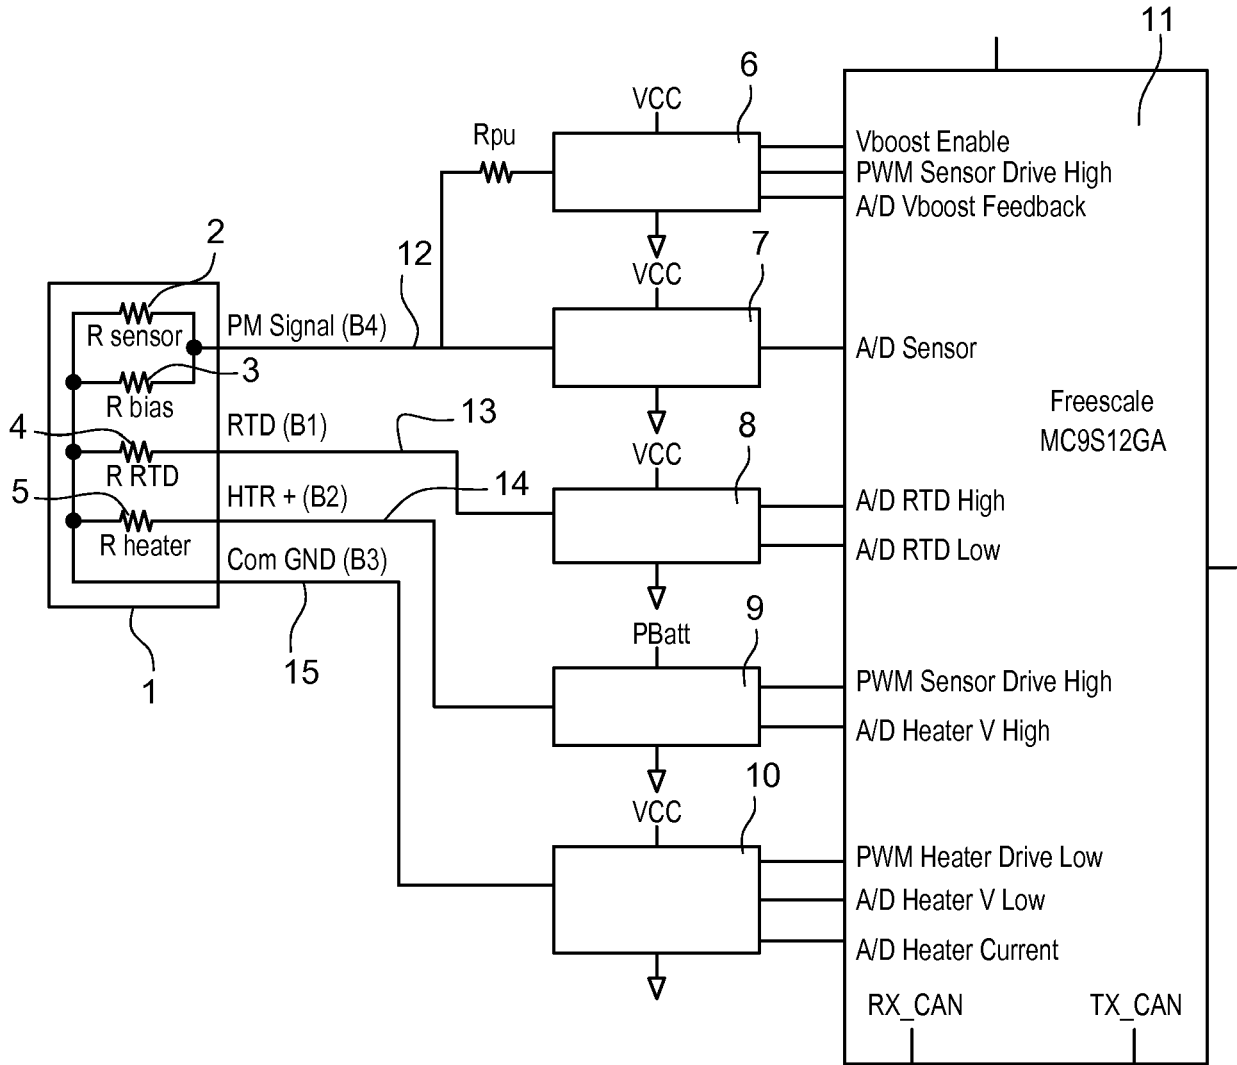 11
6
VCC
Rpu
Vboost Enable
PWM Sensor Drive High
A/D Vboost Feedback
2
12
7
VCC
R sensor
PM Signal (B4)
A/D Sensor
3
R bias
Freescale
MC9S12GA
4
RTD (B1)
13
8
VCC
R RTD
5
HTR + (B2)
14
A/D RTD High
R heater
Com GND (B3)
A/D RTD Low
1
15
PBatt
9
PWM Sensor Drive High
A/D Heater V High
10
VCC
PWM Heater Drive Low
A/D Heater V Low
A/D Heater Current
RX_CAN
TX_CAN